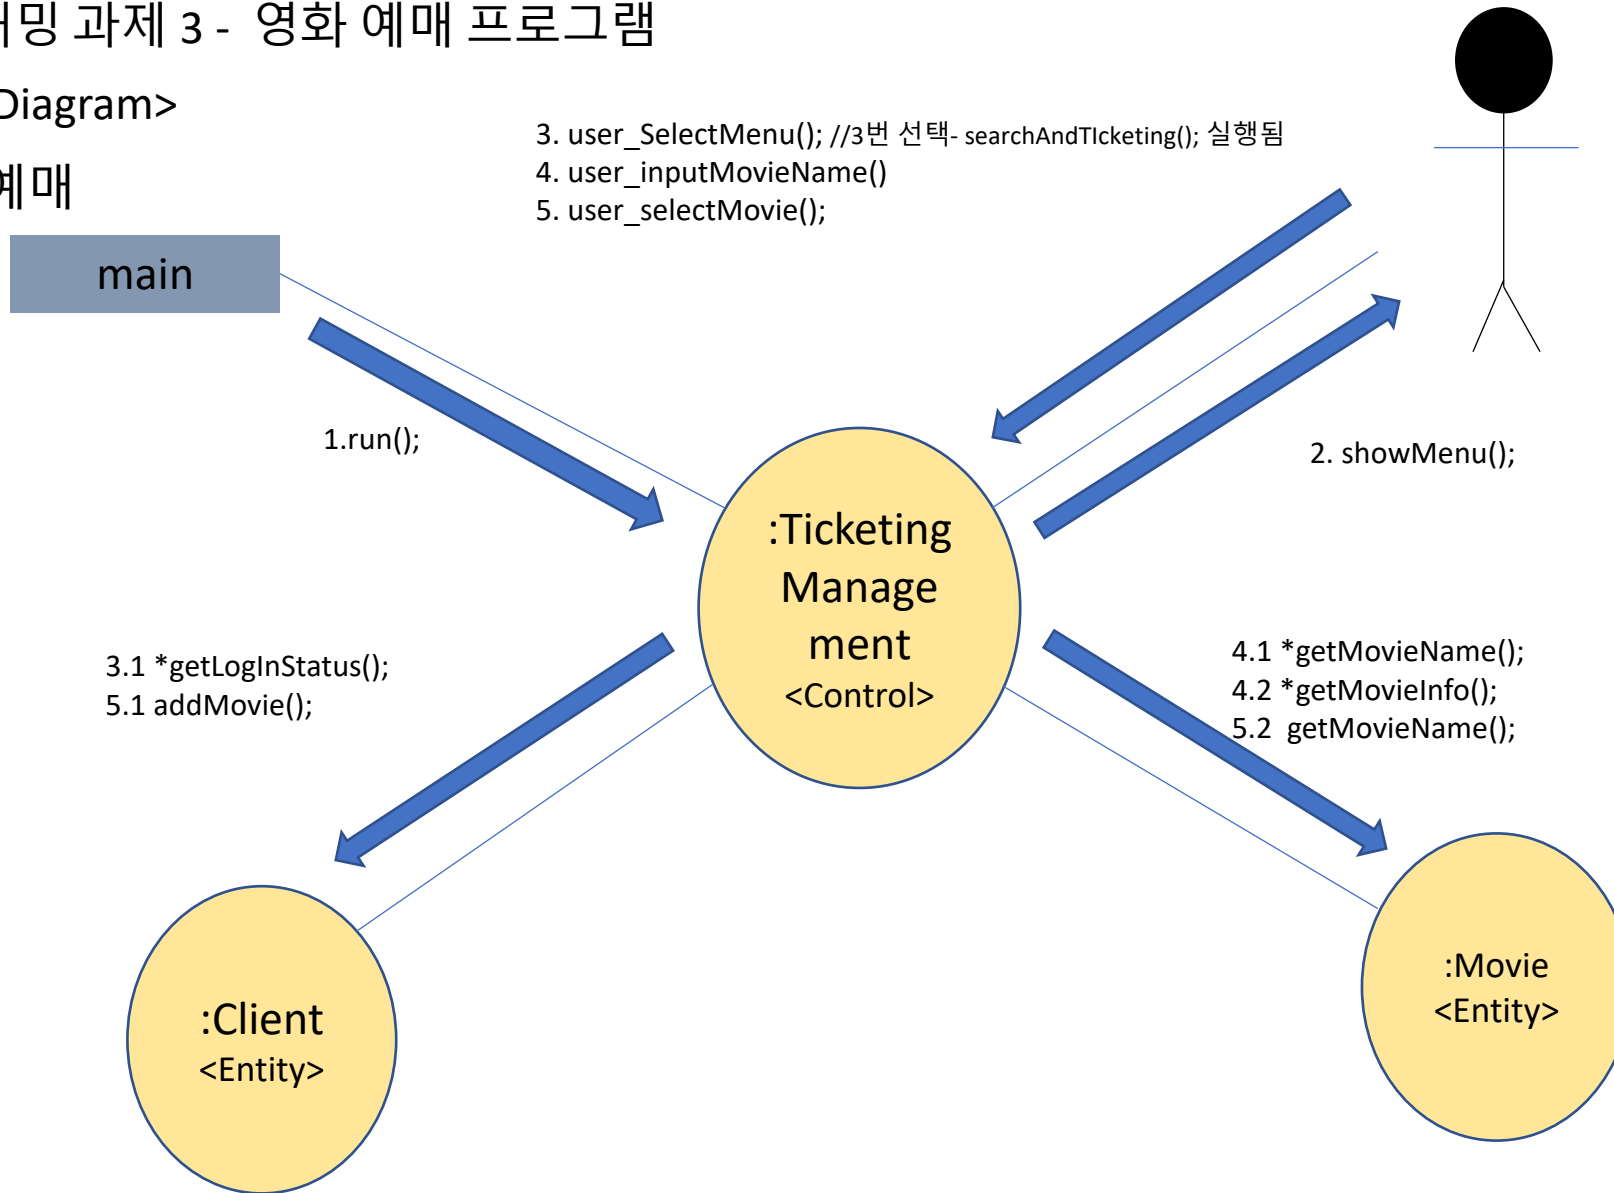 과제 3 - 영화 예매 프로그램
Diagram>
예매
3. user_SelectMenu(); //3번 선택- searchAndTIcketing(); 실행됨
4. user_inputMovieName()
5. user_selectMovie();
main
1.run();
2. showMenu();
:Ticketing
Manage
ment
<Control>
3.1 *getLogInStatus();
5.1 addMovie();
4.1 *getMovieName();
4.2 *getMovieInfo();
5.2 getMovieName();
:Client
<Entity>
:Movie
<Entity>